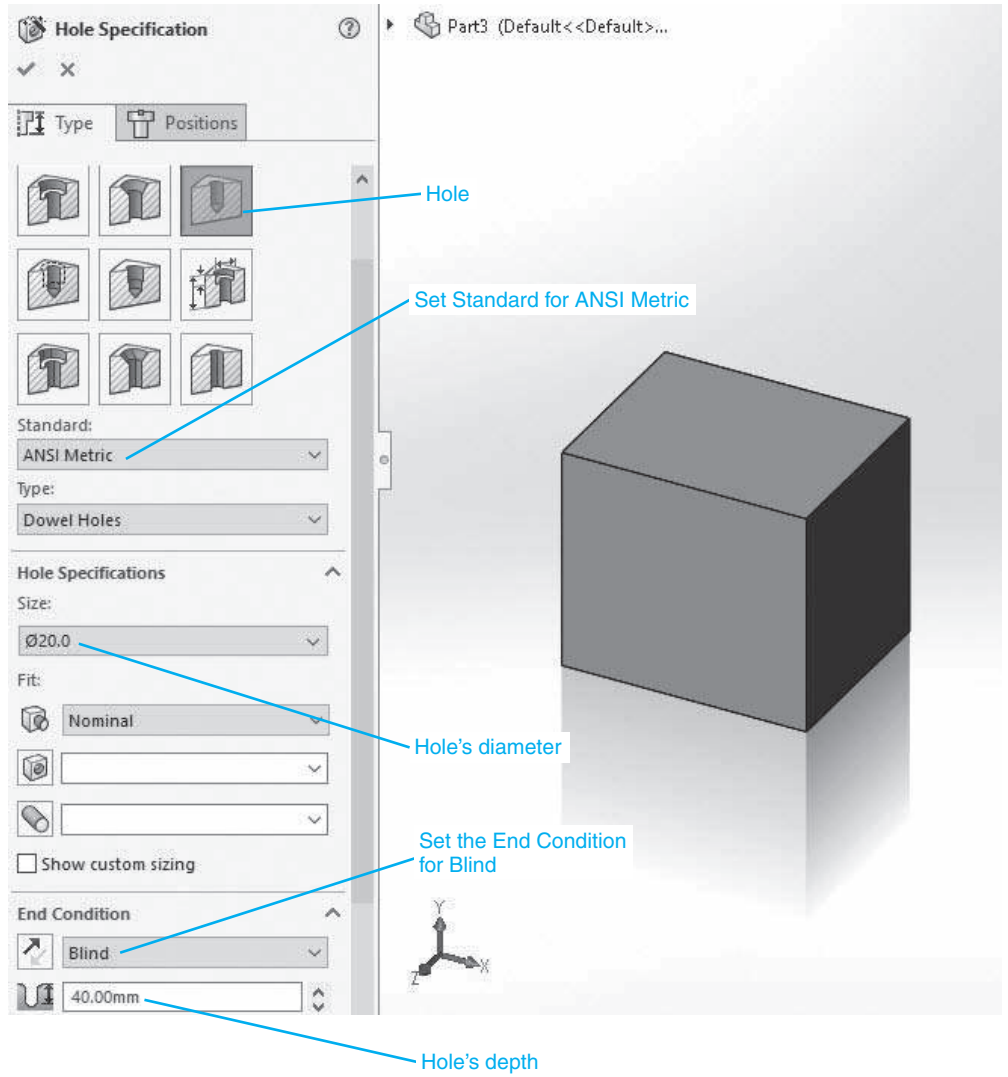 Hole Specification
Part3 (Default<<Default>...
Type
Positions
Hole
Set Standard for ANSI Metric
Standard:
ANSI Metric
Type:
Dowel Holes
Hole Specifications
Size:
Ø20.0
Fit:
Nominal
Hole's diameter
Show custom sizing
Set the End Condition
for Blind
End Condition
Blind
40.00mm
Y
X
Z
Hole's depth